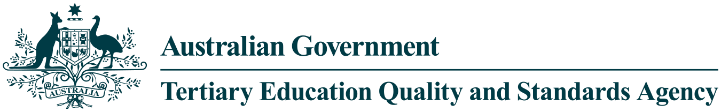 Australian Government
Tertiary Education Quality and Standards Agency
AUSTRALIA